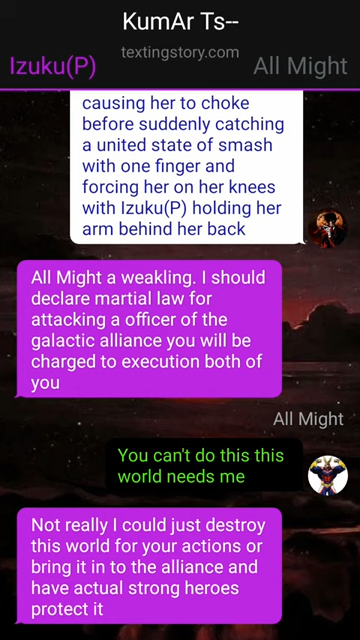 KumAr Ts--
textingstory.com
Izuku(P)
All Might
causing her to choke
before suddenly catching
a united state of smash
with one finger and
forcing her on her knees
with Izuku(P) holding her
arm behind her back
All Might a weakling. I should
declare martial law for
attacking a officer of the
galactic alliance you will be
charged to execution both of
you
All Might
You can't do this this
world needs me
Not really I could just destroy
this world for your actions or
bring it in to the alliance and
have actual strong heroes
protect it